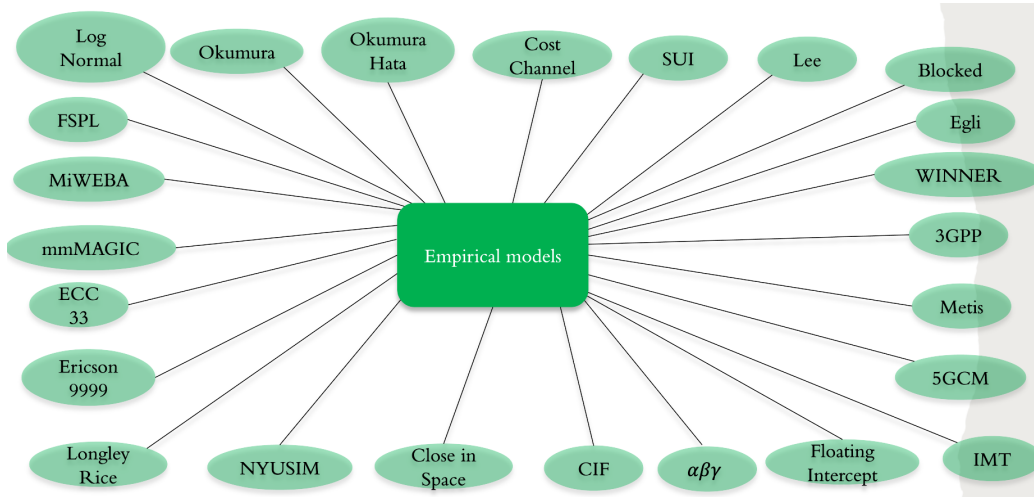 Log
Normal
Okumura
Okumura
Hata
Cost
Channel
SUI
Lee
Blocked
FSPL
Egli
MiWEBA
WINNER
mmMAGIC
Empirical models
3GPP
ECC
33
Metis
Ericson
9999
5GCM
Longley
Rice
NYUSIM
Close in
Space
CIF
αβγ
Floating
Intercept
IMT